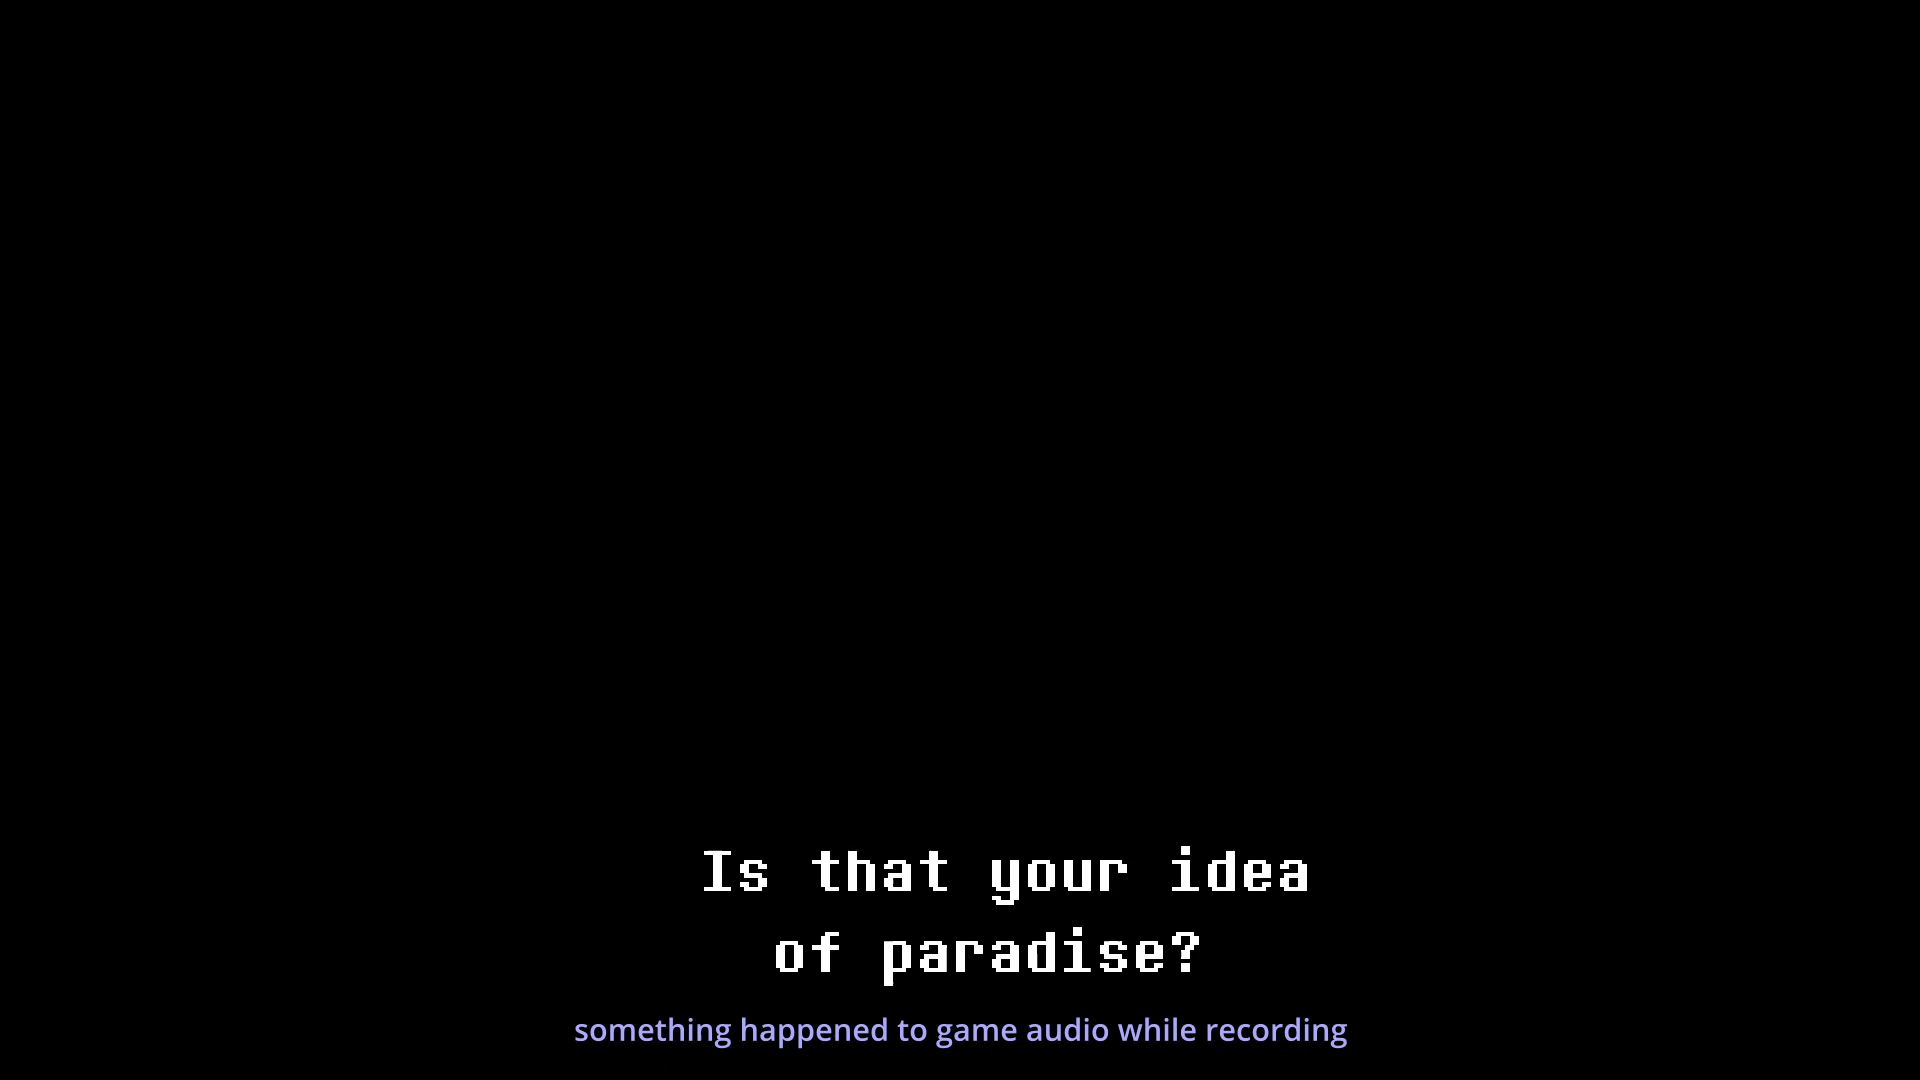 Is that your idea
of paradise?
something happened to game audio while recording